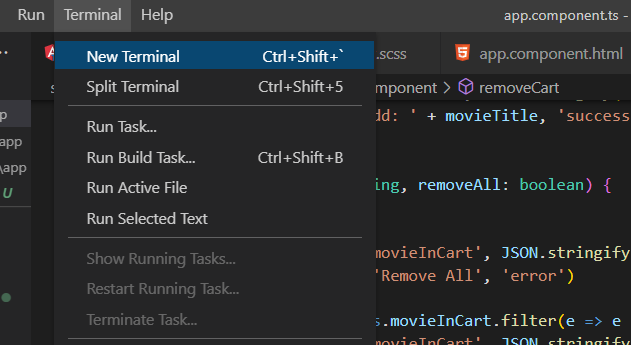 Run Terminal Help app.component.ts -
New Terminal Ctrl+Shift+`
.scss app.component.html
Split Terminal Ctrl+Shift+5
omponent > removeCart
Run Task...
dd: ' + movieTitle, 'success
app
Run Build Task... Ctrl+Shift+B
\app
Run Active File
ing, removeAll: boolean) {
U
Run Selected Text
movieInCart', JSON.stringify
Show Running Tasks...
'Remove All', 'error')
Restart Running Task...
Terminate Task...
s.movieInCart.filter(e => e
movieInCart', JSON.stringify